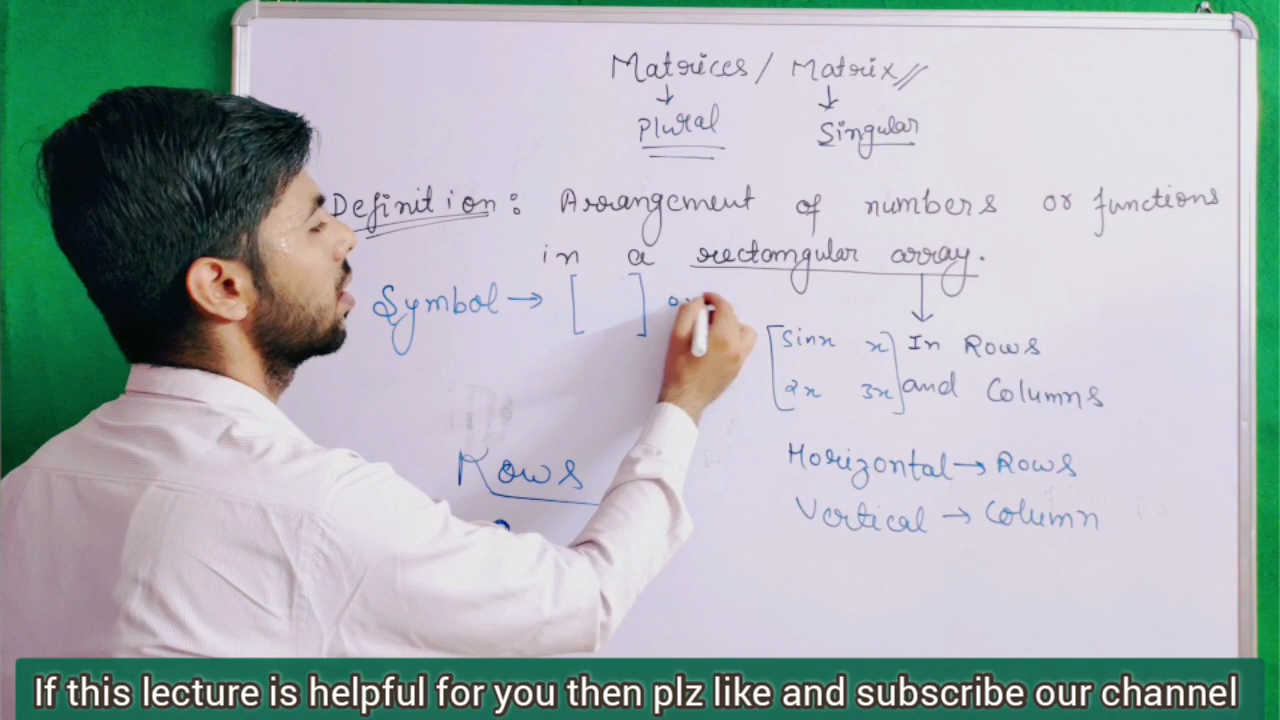 Matrices / Matrix //
↓ ↓
Plural Singular
Definition : Arrangement of numbers or functions
in a rectangular array.
Symbol → [ ] or
[ sinx x ] In Rows
[ 2x 3x ] and Columns
Horizontal → Rows
Rows
Vertical → Column
If this lecture is helpful for you then plz like and subscribe our channel